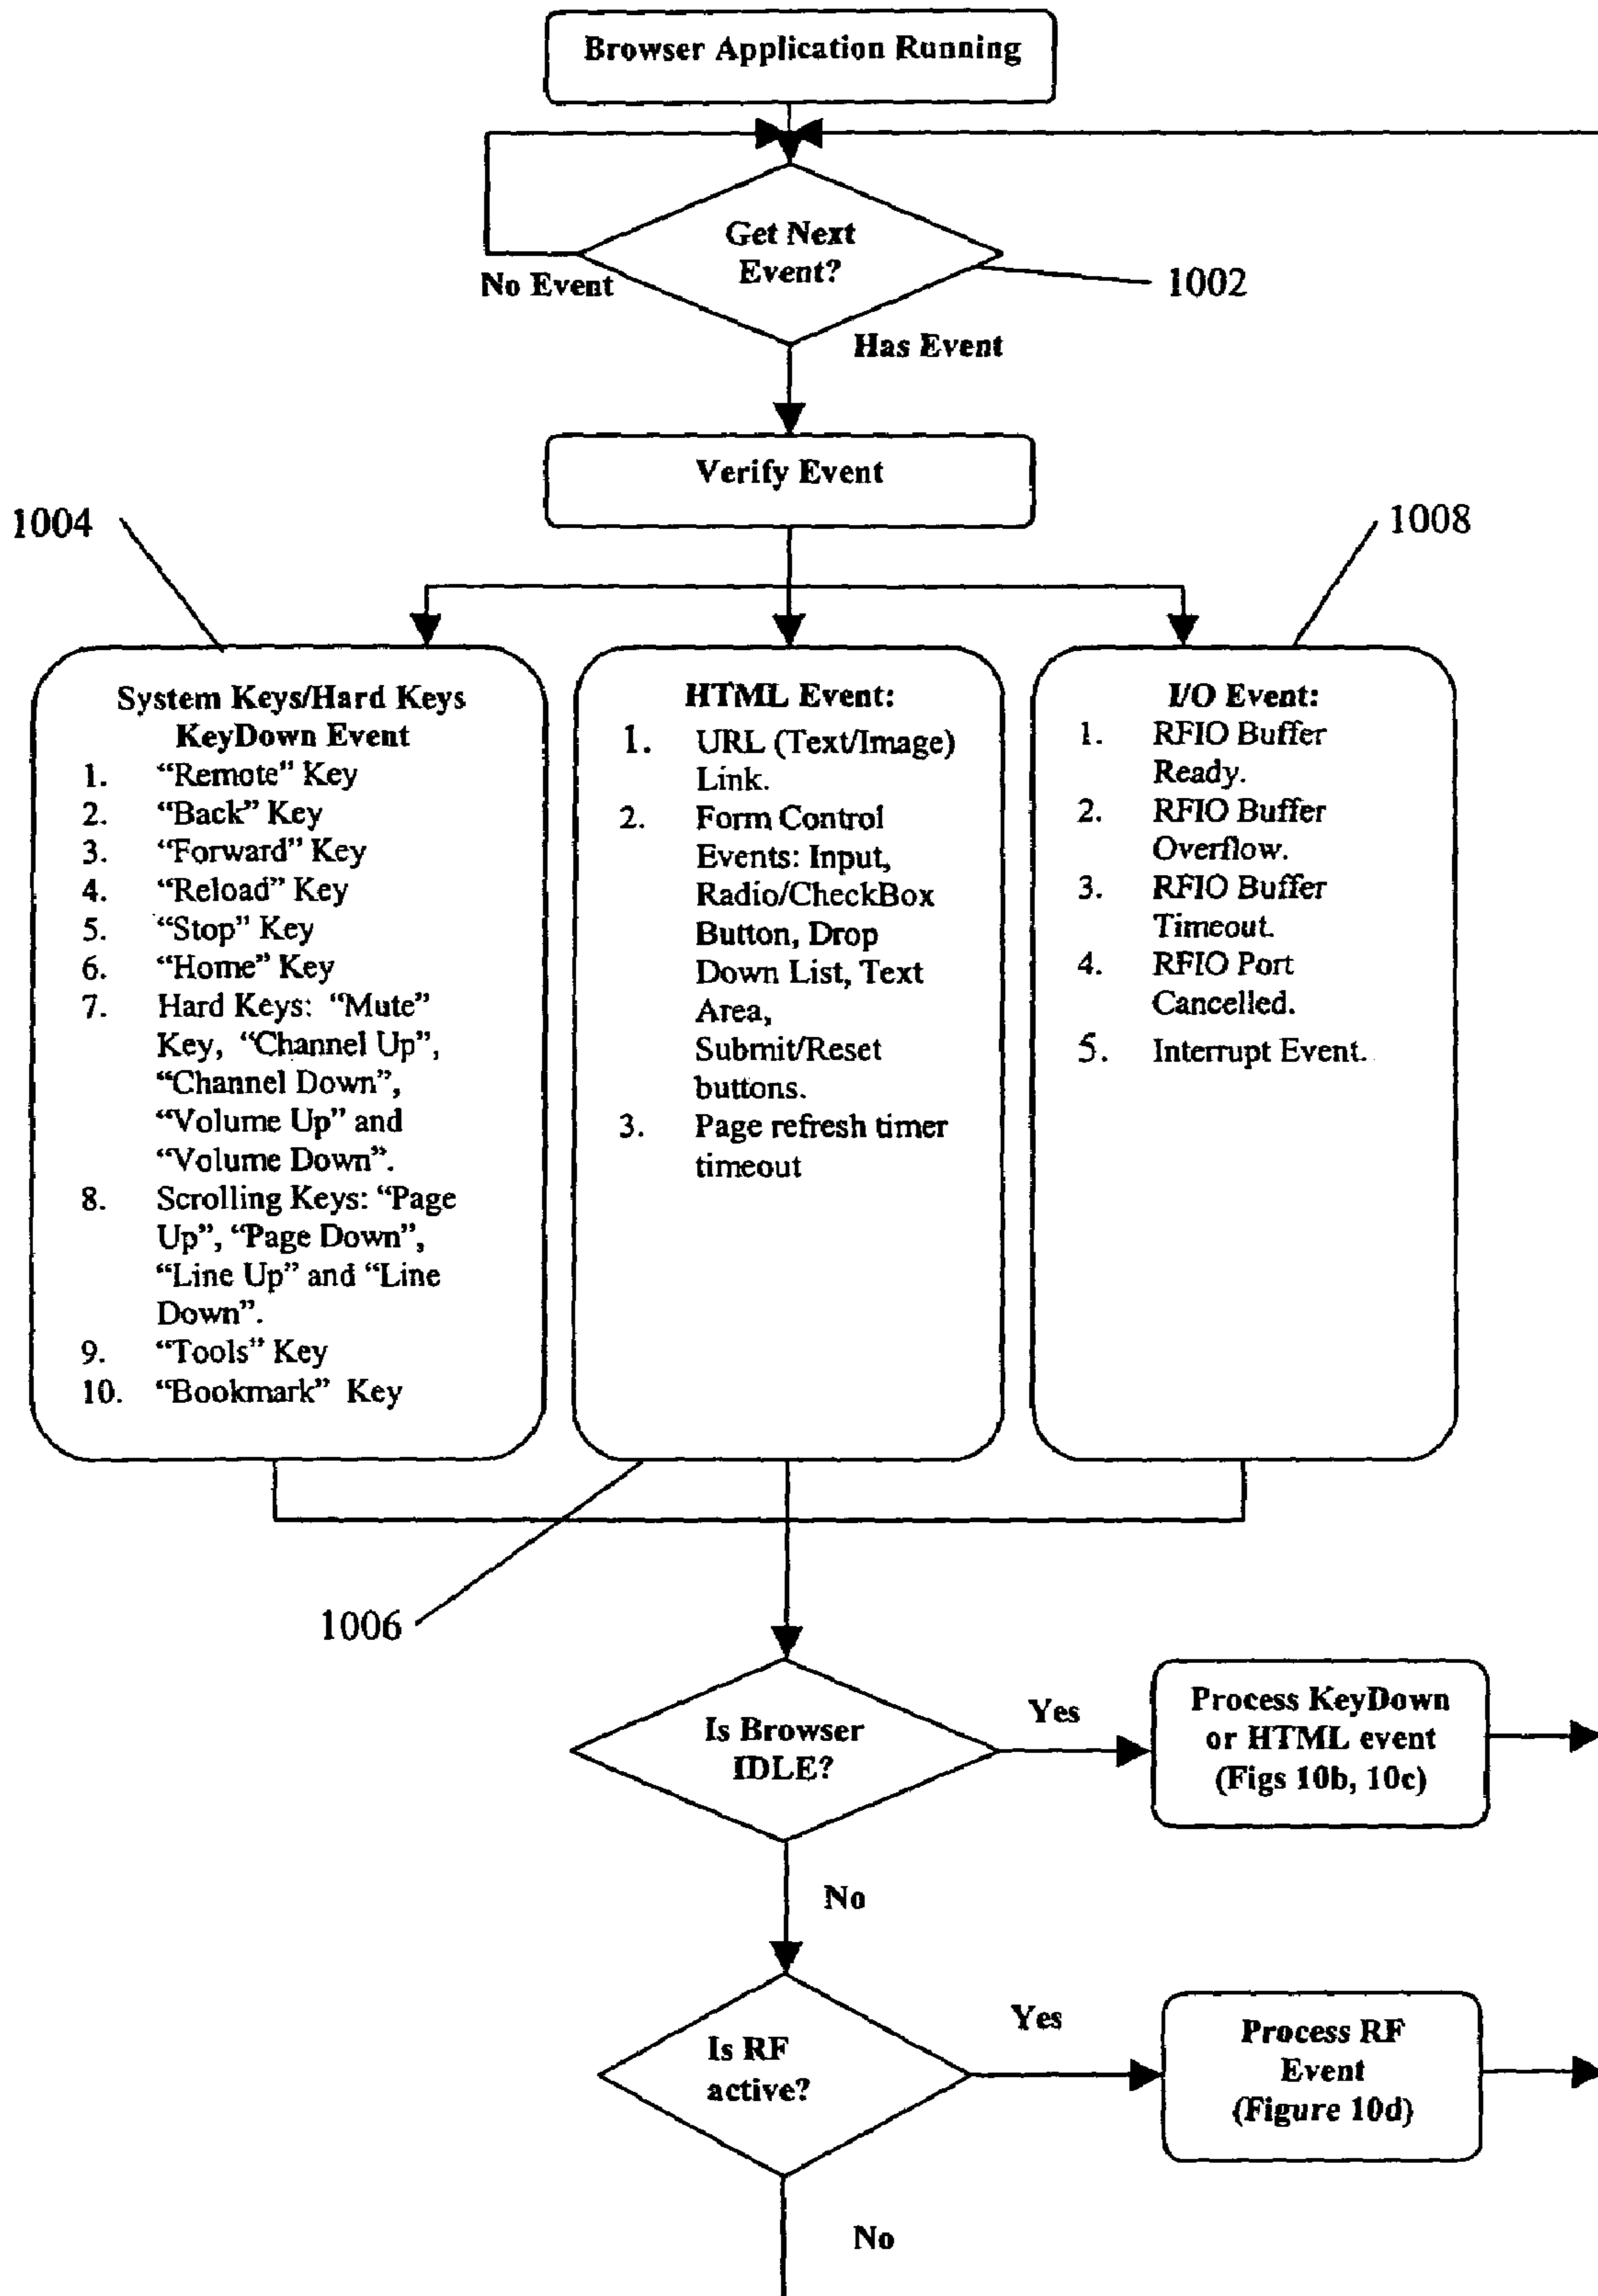 Browser Application Running
Get Next
Event?
No Event
1002
Has Event
Verify Event
1004
1008
System Keys/Hard Keys
KeyDown Event
1. “Remote” Key
2. “Back” Key
3. “Forward” Key
4. “Reload” Key
5. “Stop” Key
6. “Home” Key
7. Hard Keys: “Mute”
Key, “Channel Up”,
“Channel Down”,
“Volume Up” and
“Volume Down”.
8. Scrolling Keys: “Page
Up”, “Page Down”,
“Line Up” and “Line
Down”.
9. “Tools” Key
10. “Bookmark” Key
HTML Event:
1. URL (Text/Image)
Link.
2. Form Control
Events: Input,
Radio/CheckBox
Button, Drop
Down List, Text
Area,
Submit/Reset
buttons.
3. Page refresh timer
timeout
I/O Event:
1. RFIO Buffer
Ready.
2. RFIO Buffer
Overflow.
3. RFIO Buffer
Timeout.
4. RFIO Port
Cancelled.
5. Interrupt Event.
1006
Is Browser
IDLE?
Yes
Process KeyDown
or HTML event
(Figs 10b, 10c)
No
Is RF
active?
Yes
Process RF
Event
(Figure 10d)
No